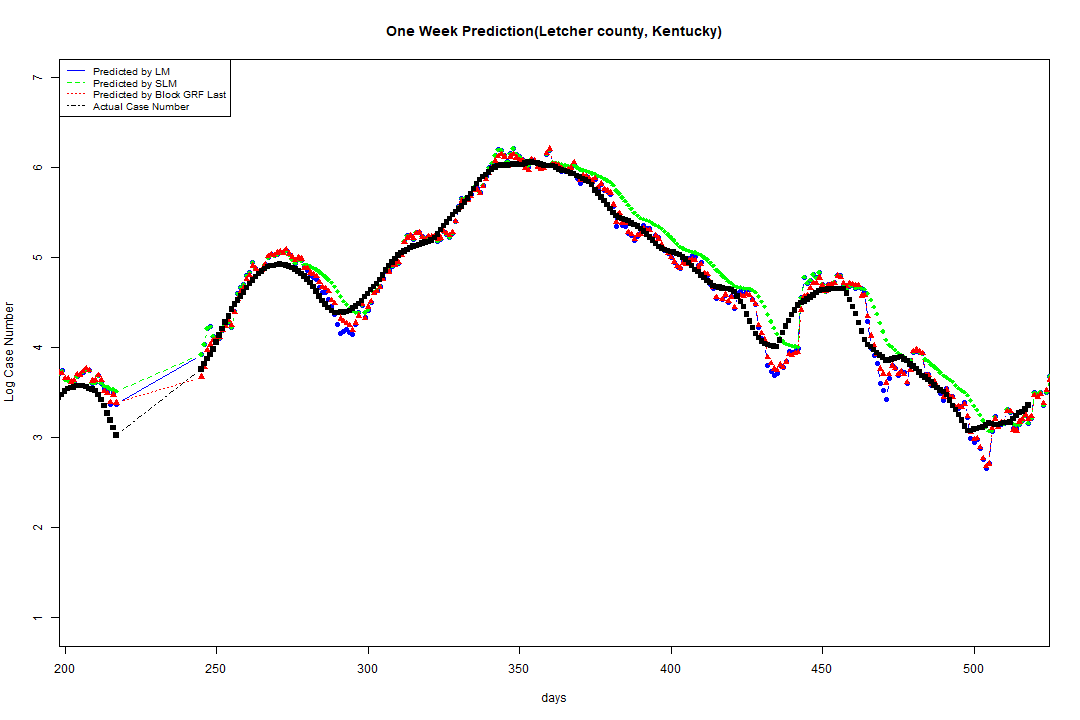 One Week Prediction(Letcher county, Kentucky)
Predicted by LM
Predicted by SLM
Predicted by Block GRF Last
Actual Case Number
7
6
5
4
3
2
1
Log Case Number
200 250 300 350 400 450 500
days